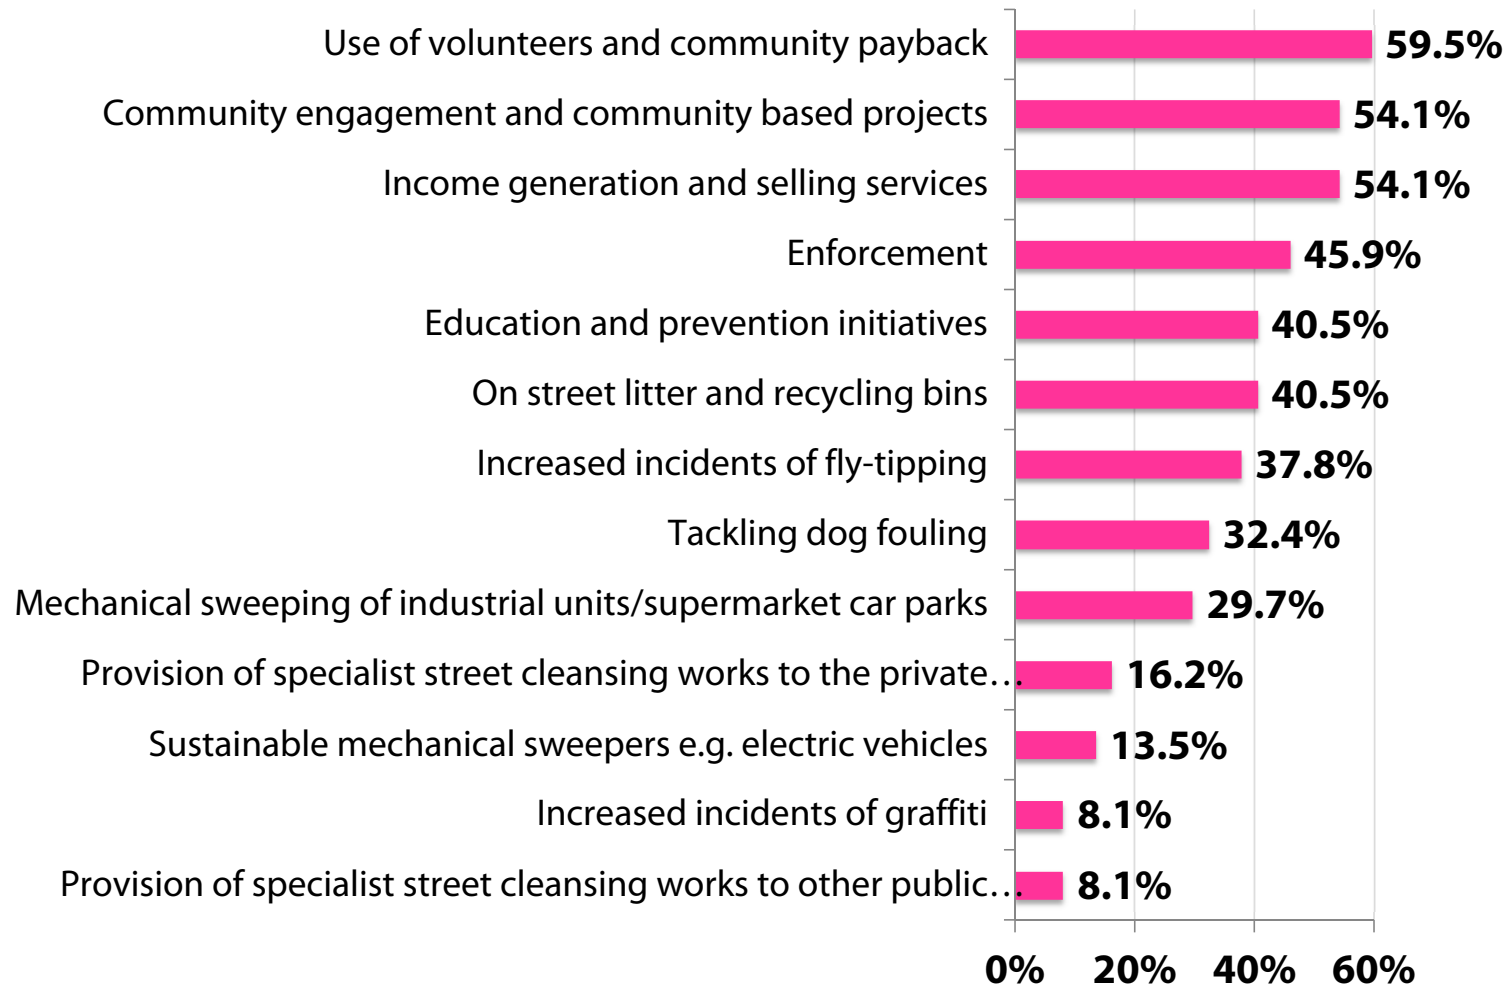 Use of volunteers and community payback 59.5%
Community engagement and community based projects 54.1%
Income generation and selling services 54.1%
Enforcement 45.9%
Education and prevention initiatives 40.5%
On street litter and recycling bins 40.5%
Increased incidents of fly-tipping 37.8%
Tackling dog fouling 32.4%
Mechanical sweeping of industrial units/supermarket car parks 29.7%
Provision of specialist street cleansing works to the private… 16.2%
Sustainable mechanical sweepers e.g. electric vehicles 13.5%
Increased incidents of graffiti 8.1%
Provision of specialist street cleansing works to other public… 8.1%
0% 20% 40% 60%